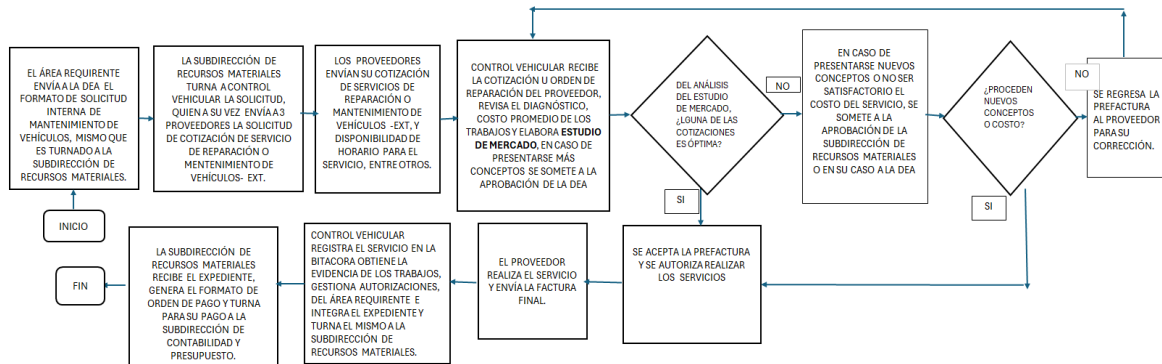 EL ÁREA REQUIRENTE
ENVÍA A LA DEA EL
FORMATO DE SOLICITUD
INTERNA DE
MANTENIMIENTO DE
VEHÍCULOS, MISMO QUE
ES TURNADO A LA
SUBDIRECCIÓN DE
RECURSOS MATERIALES.
LA SUBDIRECCIÓN DE
RECURSOS MATERIALES
TURNA A CONTROL
VEHICULAR LA SOLICITUD,
QUIEN A SU VEZ ENVÍA A 3
PROVEEDORES LA SOLICITUD
DE COTIZACIÓN DE SERVICIO
DE REPARACIÓN O
MENTENIMIENTO DE
VEHÍCULOS- EXT.
LOS PROVEEDORES
ENVÍAN SU COTIZACIÓN
DE SERVICIOS DE
REPARACIÓN O
MANTENIMIENTO DE
VEHÍCULOS -EXT, Y
DISPONIBILIDAD DE
HORARIO PARA EL
SERVICIO, ENTRE OTROS.
CONTROL VEHICULAR RECIBE
LA COTIZACIÓN U ORDEN DE
REPARACIÓN DEL PROVEEDOR,
REVISA EL DIAGNÓSTICO,
COSTO PROMEDIO DE LOS
TRABAJOS Y ELABORA ESTUDIO
DE MERCADO, EN CASO DE
PRESENTARSE MÁS
CONCEPTOS SE SOMETE A LA
APROBACIÓN DE LA DEA
DEL ANÁLISIS
DEL ESTUDIO
DE MERCADO,
¿LGUNA DE LAS
COTIZACIONES
ES ÓPTIMA?
NO
SI
EN CASO DE
PRESENTARSE NUEVOS
CONCEPTOS O NO SER
SATISFACTORIO EL
COSTO DEL SERVICIO, SE
SOMETE A LA
APROBACIÓN DE LA
SUBDIRECCIÓN DE
RECURSOS MATERIALES
O EN SU CASO A LA DEA
¿PROCEDEN
NUEVOS
CONCEPTOS
O COSTO?
NO
SI
SE REGRESA LA
PREFACTURA
AL PROVEEDOR
PARA SU
CORRECCIÓN.
INICIO
FIN
LA SUBDIRECCIÓN DE
RECURSOS MATERIALES
RECIBE EL EXPEDIENTE,
GENERA EL FORMATO DE
ORDEN DE PAGO Y TURNA
PARA SU PAGO A LA
SUBDIRECCIÓN DE
CONTABILIDAD Y
PRESUPUESTO.
CONTROL VEHICULAR
REGISTRA EL SERVICIO EN LA
BITACORA OBTIENE LA
EVIDENCIA DE LOS TRABAJOS,
GESTIONA AUTORIZACIONES,
DEL ÁREA REQUIRENTE E
INTEGRA EL EXPEDIENTE Y
TURNA EL MISMO A LA
SUBDIRECCIÓN DE
RECURSOS MATERIALES.
EL PROVEEDOR
REALIZA EL SERVICIO
Y ENVÍA LA FACTURA
FINAL.
SE ACEPTA LA PREFACTURA
Y SE AUTORIZA REALIZAR
LOS SERVICIOS